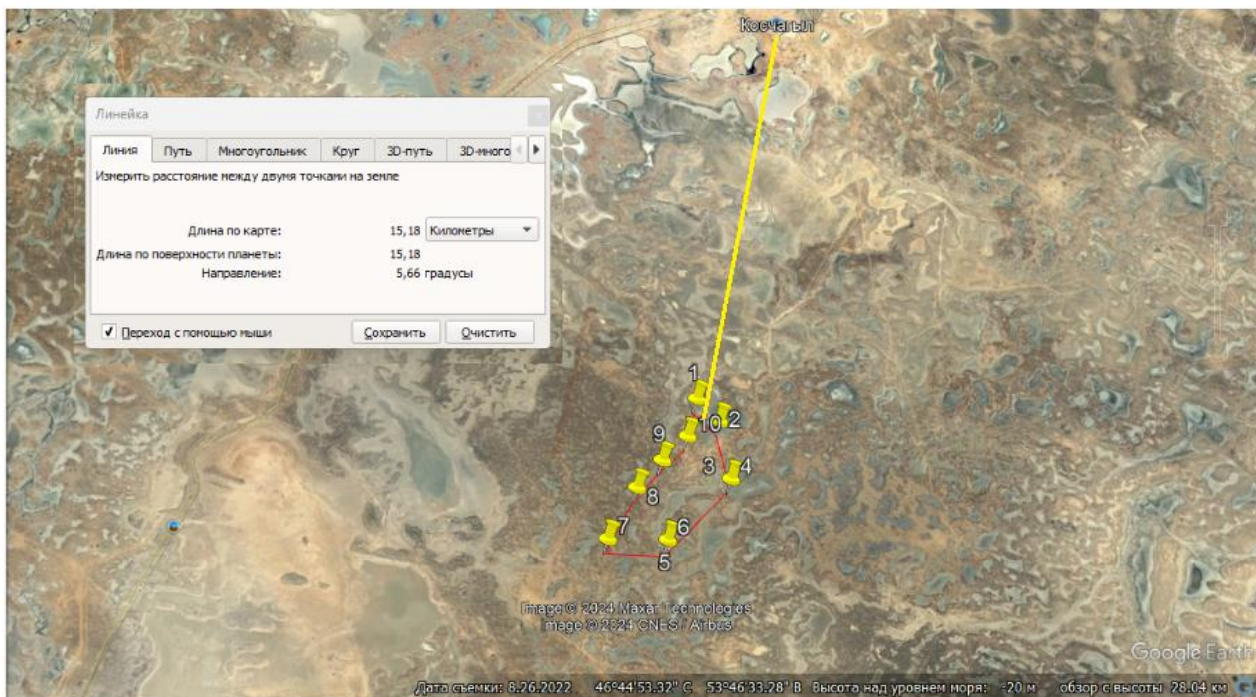 Косчагыл
Линейка
Линия Путь Многоугольник Круг 3D-путь 3D-много
Измерить расстояние между двумя точками на земле
Длина по карте: 15,18 Километры
Длина по поверхности планеты: 15,18
Направление: 5,66 градусы
Переход с помощью мыши Сохранить Очистить
1
2
10
9
3
4
8
7
6
5
Image © 2024 Maxar Technologies
Image © 2024 CNES / Airbus
Google Earth
Дата съемки: 8.26.2022 46°44'53.32" С 53°46'33.28" В Высота над уровнем моря: -20 м обзор с высоты 28.04 км